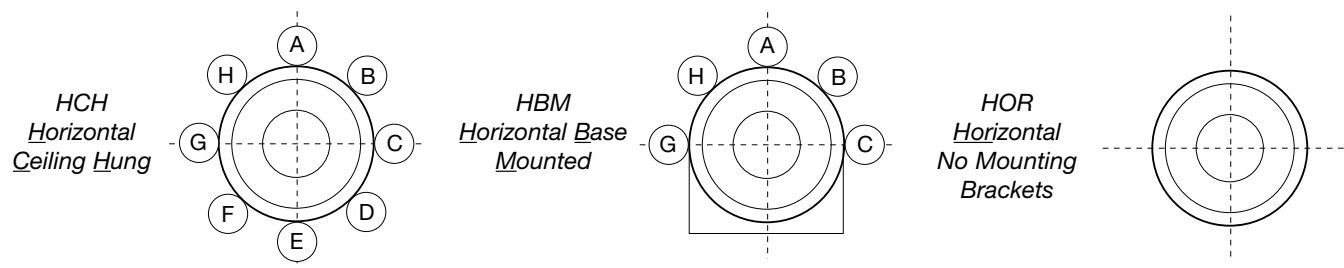 HCH
Horizontal
Ceiling Hung
A
B
C
D
E
F
G
H
HBM
Horizontal Base
Mounted
A
B
C
G
H
HOR
Horizontal
No Mounting
Brackets